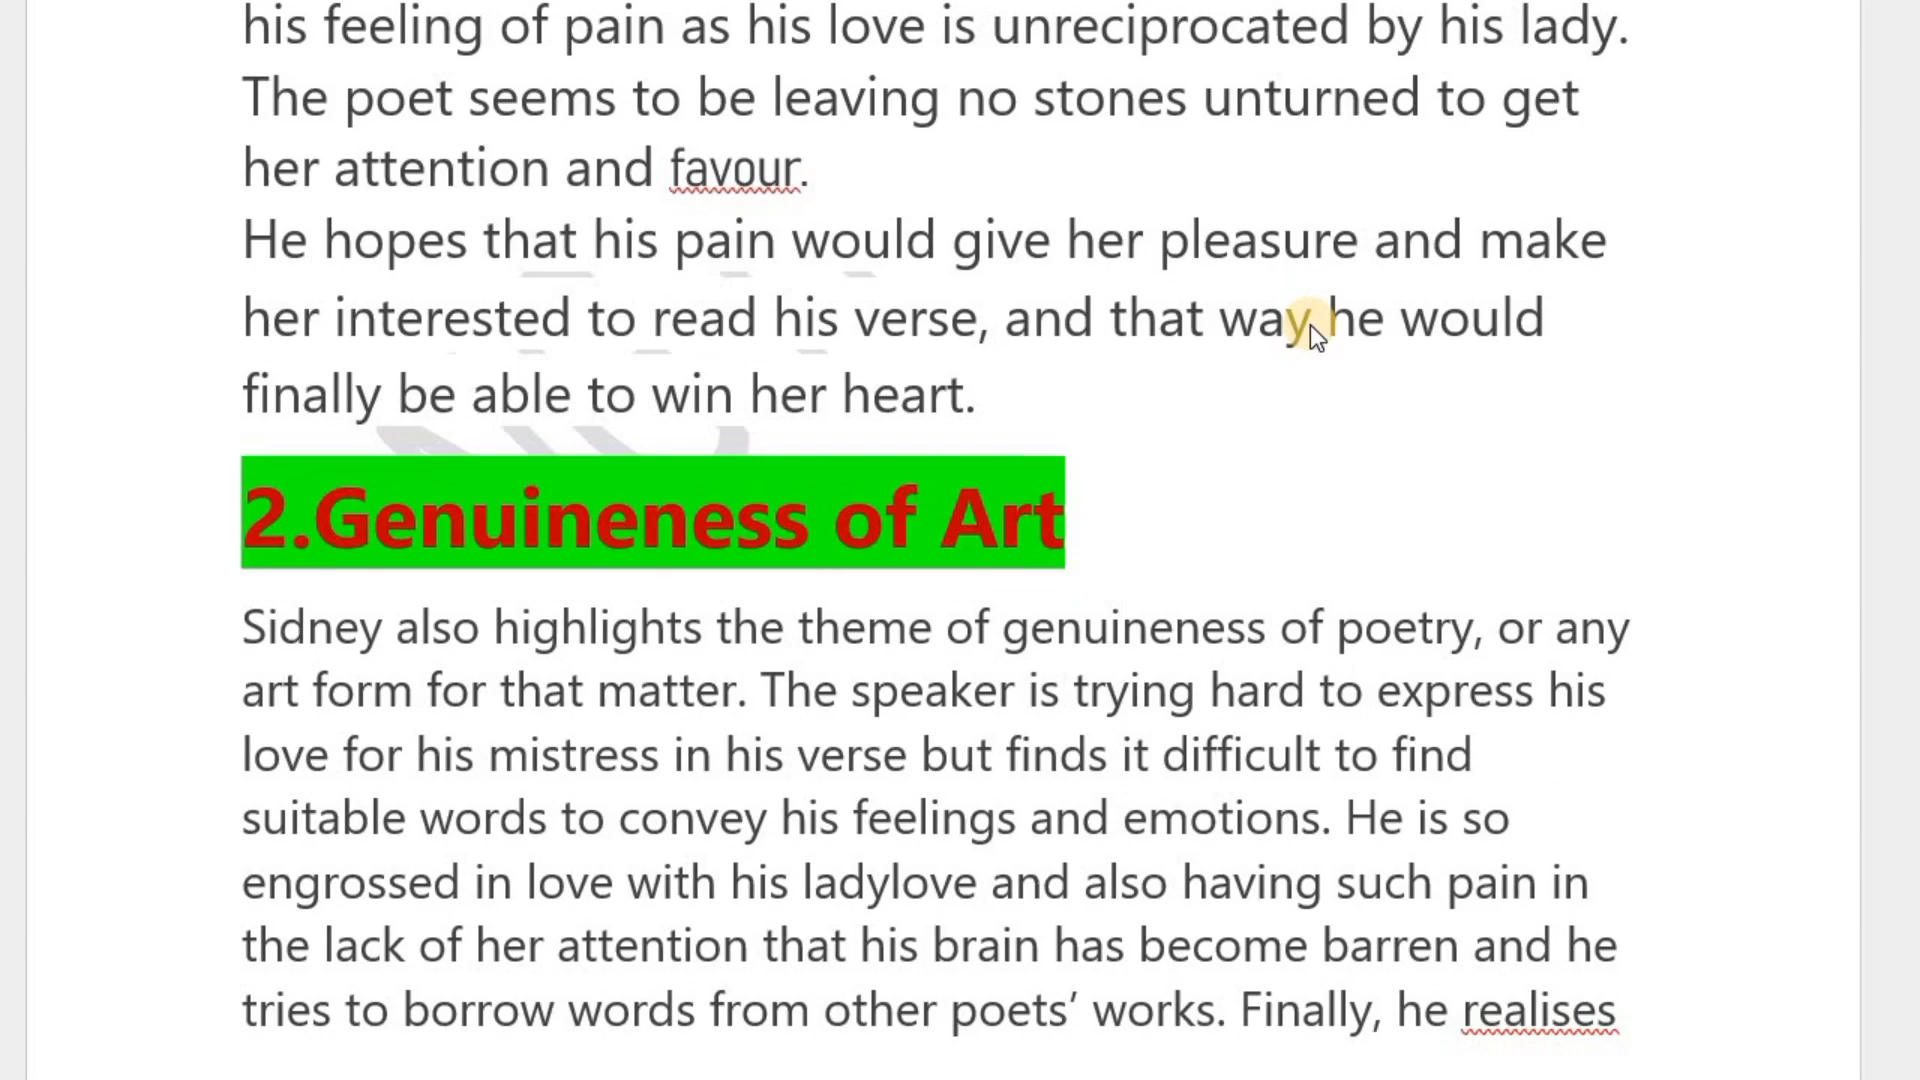 his feeling of pain as his love is unreciprocated by his lady.
The poet seems to be leaving no stones unturned to get
her attention and favour.
He hopes that his pain would give her pleasure and make
her interested to read his verse, and that way he would
finally be able to win her heart.
2.Genuineness of Art
Sidney also highlights the theme of genuineness of poetry, or any
art form for that matter. The speaker is trying hard to express his
love for his mistress in his verse but finds it difficult to find
suitable words to convey his feelings and emotions. He is so
engrossed in love with his ladylove and also having such pain in
the lack of her attention that his brain has become barren and he
tries to borrow words from other poets’ works. Finally, he realises